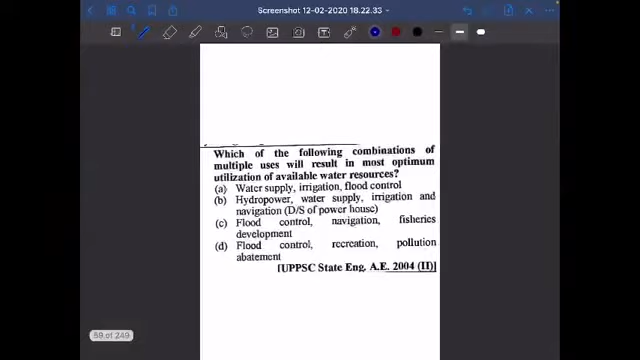 Screenshot 12-02-2020 18.22.33
Which of the following combinations of
multiple uses will result in most optimum
utilization of available water resources?
(a) Water supply, irrigation, flood control
(b) Hydropower, water supply, irrigation and
navigation (D/S of power house)
(c) Flood control, navigation, fisheries
development
(d) Flood control, recreation, pollution
abatement
[UPPSC State Eng. A.E. 2004 (II)]
59 of 249